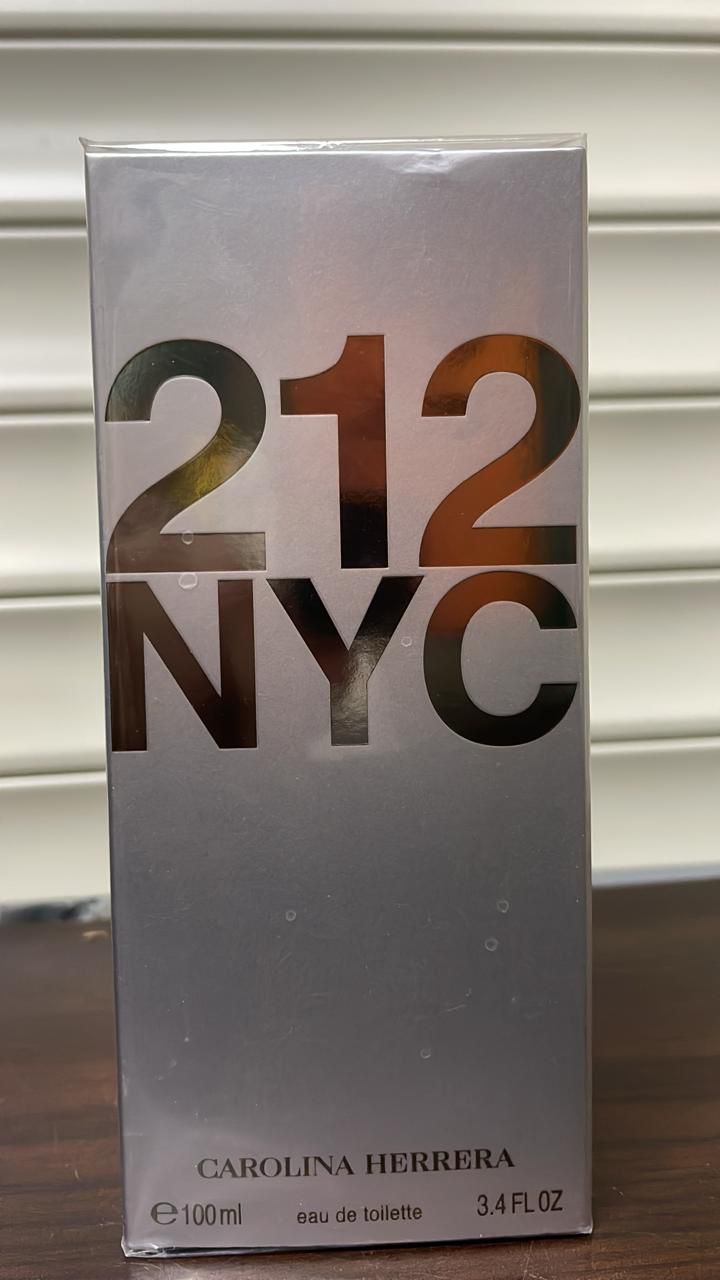 212
NYC
CAROLINA HERRERA
℮100ml eau de toilette 3.4 FL OZ